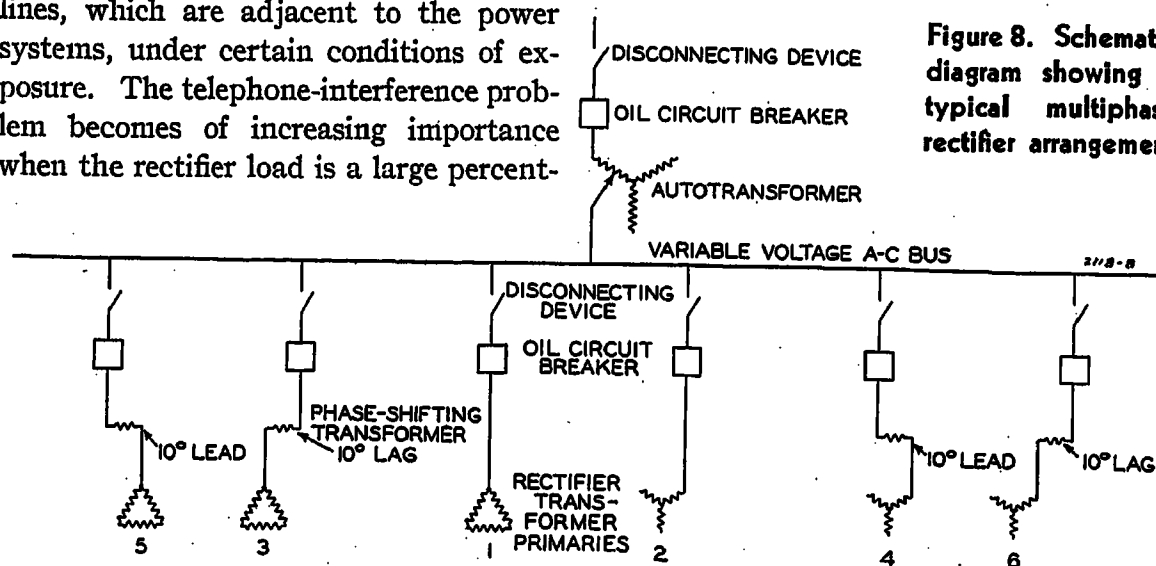 lines, which are adjacent to the power
systems, under certain conditions of ex-
posure. The telephone-interference prob-
lem becomes of increasing importance
when the rectifier load is a large percent-
Figure 8. Schemat
diagram showing
typical multiphas
rectifier arrangemen
DISCONNECTING DEVICE
OIL CIRCUIT BREAKER
AUTOTRANSFORMER
VARIABLE VOLTAGE A-C BUS
2118-8
DISCONNECTING
DEVICE
OIL CIRCUIT
BREAKER
PHASE-SHIFTING
TRANSFORMER
10° LAG
10° LEAD
10° LEAD
10° LAG
RECTIFIER
TRANS-
FORMER
PRIMARIES
5
3
1
2
4
6